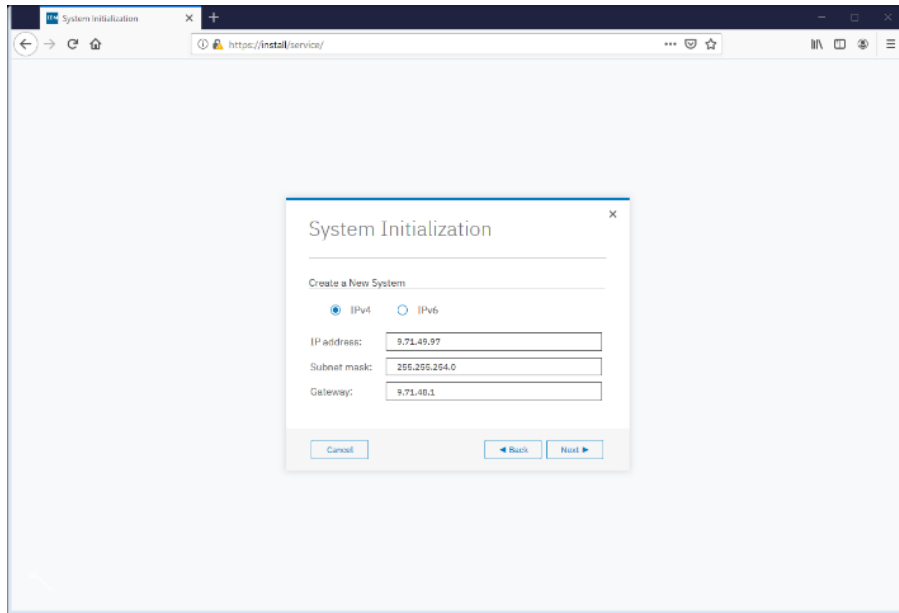 IBM System Initialization
https://install/service/
System Initialization
Create a New System
IPv4 IPv6
IP address: 9.71.49.97
Subnet mask: 255.255.254.0
Gateway: 9.71.48.1
Cancel Back Next